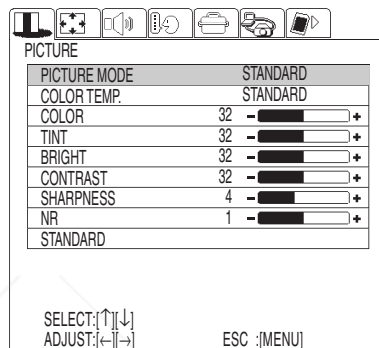 PICTURE
PICTURE MODE STANDARD
COLOR TEMP. STANDARD
COLOR 32 - +
TINT 32 - +
BRIGHT 32 - +
CONTRAST 32 - +
SHARPNESS 4 - +
NR 1 - +
STANDARD
SELECT:[↑][↓]
ADJUST:[←][→] ESC :[MENU]